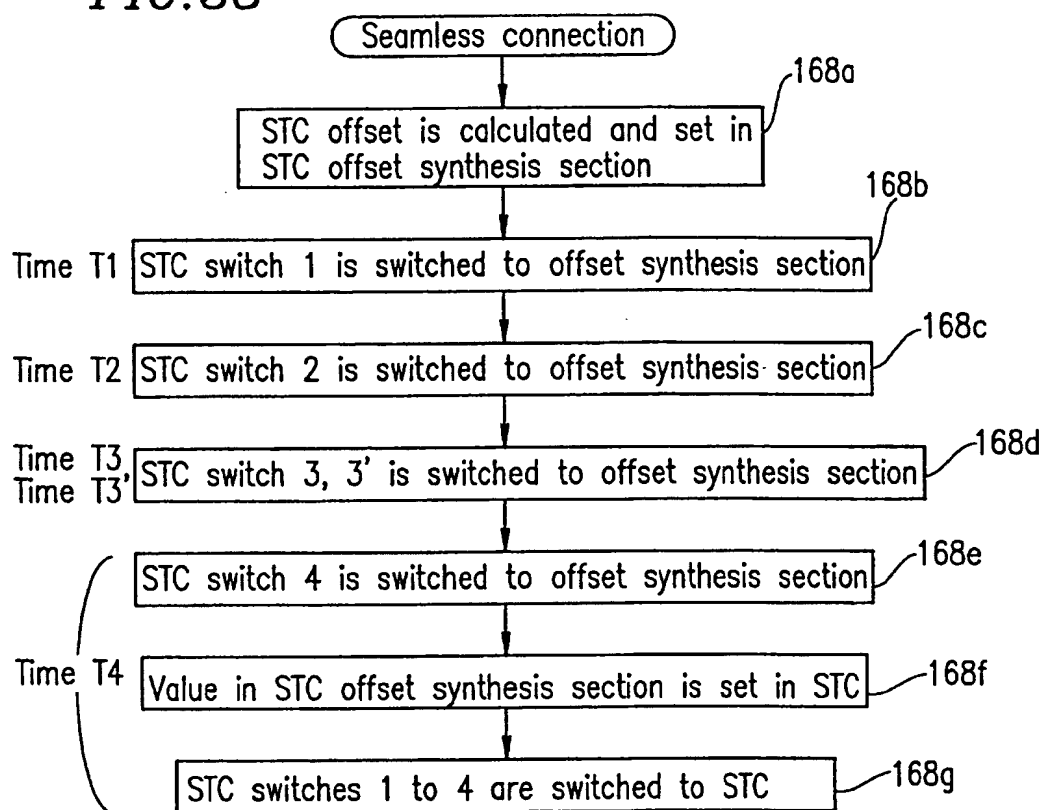 Seamless connection
168a
STC offset is calculated and set in
STC offset synthesis section
168b
Time T1 STC switch 1 is switched to offset synthesis section
168c
Time T2 STC switch 2 is switched to offset synthesis section
168d
Time T3,
Time T3'
STC switch 3, 3' is switched to offset synthesis section
168e
STC switch 4 is switched to offset synthesis section
Time T4
168f
Value in STC offset synthesis section is set in STC
168g
STC switches 1 to 4 are switched to STC